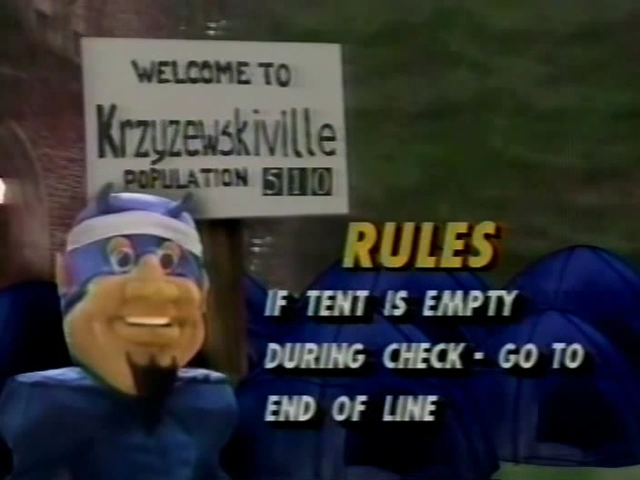 WELCOME TO
Krzyzewskiville
POPULATION 510
RULES
IF TENT IS EMPTY
DURING CHECK - GO TO
END OF LINE